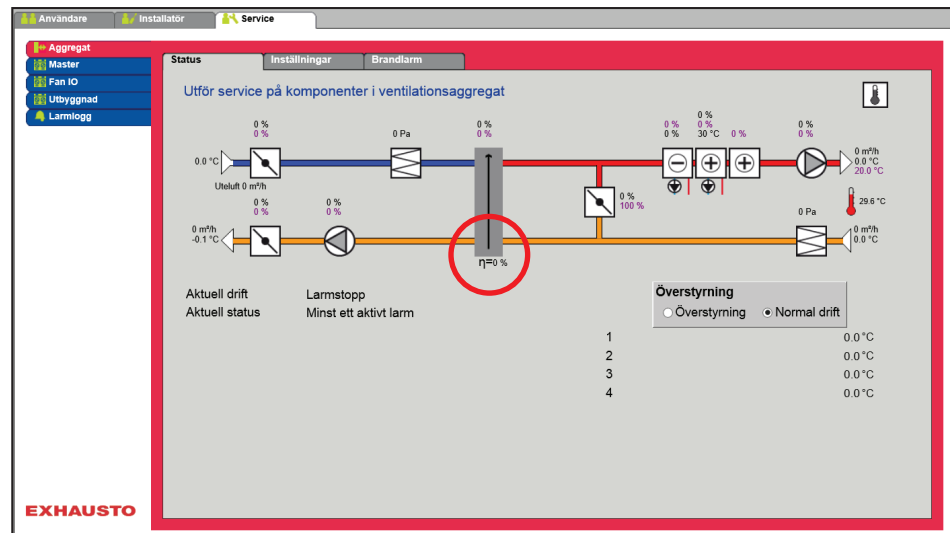 Användare Installatör Service
Aggregat
Master
Fan IO
Utbyggnad
Larmlogg
Status Inställningar Brandlarm
Utför service på komponenter i ventilationsaggregat
0 %
0 %
0 Pa
0 %
0 %
0 %
0 %
0 %
0 %
30 °C
0 %
0 %
0 %
0.0 °C
0 m³/h
0.0 °C
20.0 °C
Uteluft 0 m³/h
0 %
0 %
0 %
0 %
0 %
100 %
29.6 °C
0 Pa
0 m³/h
-0.1 °C
0 m³/h
0.0 °C
η=0 %
Aktuell drift Larmstopp
Aktuell status Minst ett aktivt larm
Överstyrning
Överstyrning Normal drift
1 0.0 °C
2 0.0 °C
3 0.0 °C
4 0.0 °C
EXHAUSTO